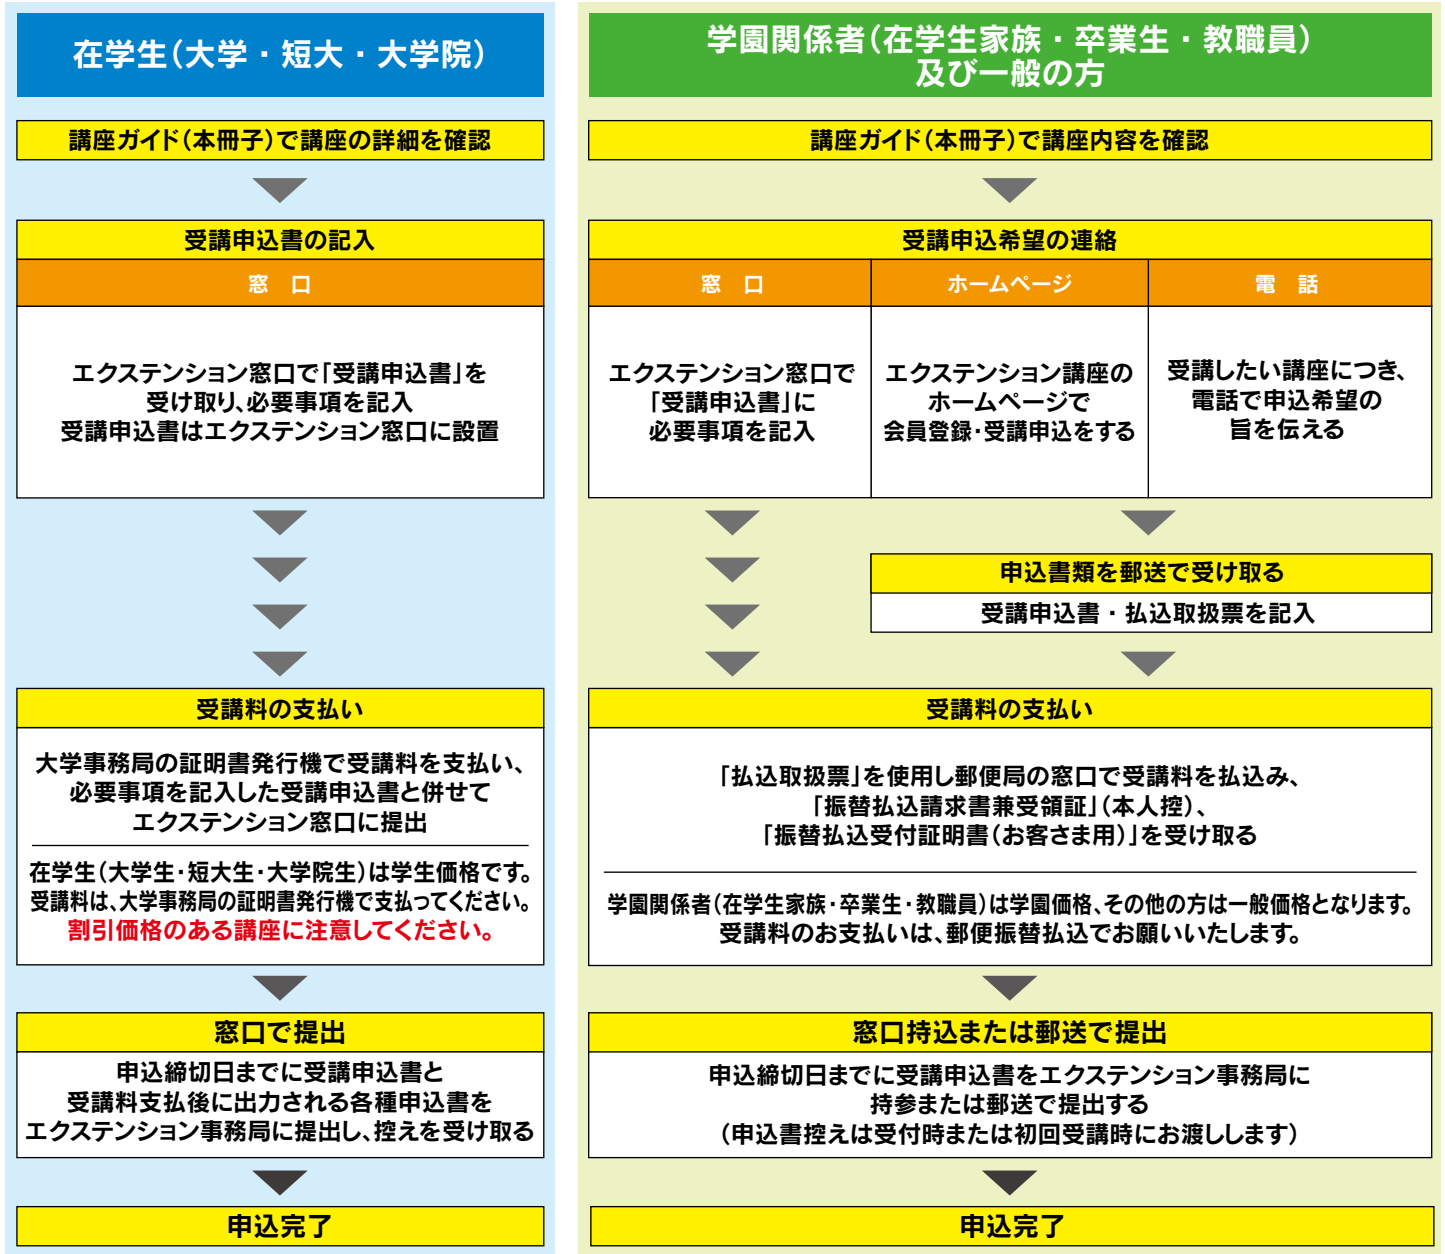 在学生（大学・短大・大学院）
講座ガイド（本冊子）で講座の詳細を確認
受講申込書の記入
窓　口
エクステンション窓口で「受講申込書」を
受け取り、必要事項を記入
受講申込書はエクステンション窓口に設置
受講料の支払い
大学事務局の証明書発行機で受講料を支払い、
必要事項を記入した受講申込書と併せて
エクステンション窓口に提出
在学生（大学生・短大生・大学院生）は学生価格です。
受講料は、大学事務局の証明書発行機で支払ってください。
割引価格のある講座に注意してください。
窓口で提出
申込締切日までに受講申込書と
受講料支払後に出力される各種申込書を
エクステンション事務局に提出し、控えを受け取る
申込完了
学園関係者（在学生家族・卒業生・教職員）
及び一般の方
講座ガイド（本冊子）で講座内容を確認
受講申込希望の連絡
窓　口
エクステンション窓口で
「受講申込書」に
必要事項を記入
ホームページ
エクステンション講座の
ホームページで
会員登録・受講申込をする
電　話
受講したい講座につき、
電話で申込希望の
旨を伝える
申込書類を郵送で受け取る
受講申込書・払込取扱票を記入
受講料の支払い
「払込取扱票」を使用し郵便局の窓口で受講料を払込み、
「振替払込請求書兼受領証」（本人控）、
「振替払込受付証明書（お客さま用）」を受け取る
学園関係者（在学生家族・卒業生・教職員）は学園価格、その他の方は一般価格となります。
受講料のお支払いは、郵便振替払込でお願いいたします。
窓口持込または郵送で提出
申込締切日までに受講申込書をエクステンション事務局に
持参または郵送で提出する
（申込書控えは受付時または初回受講時にお渡しします）
申込完了